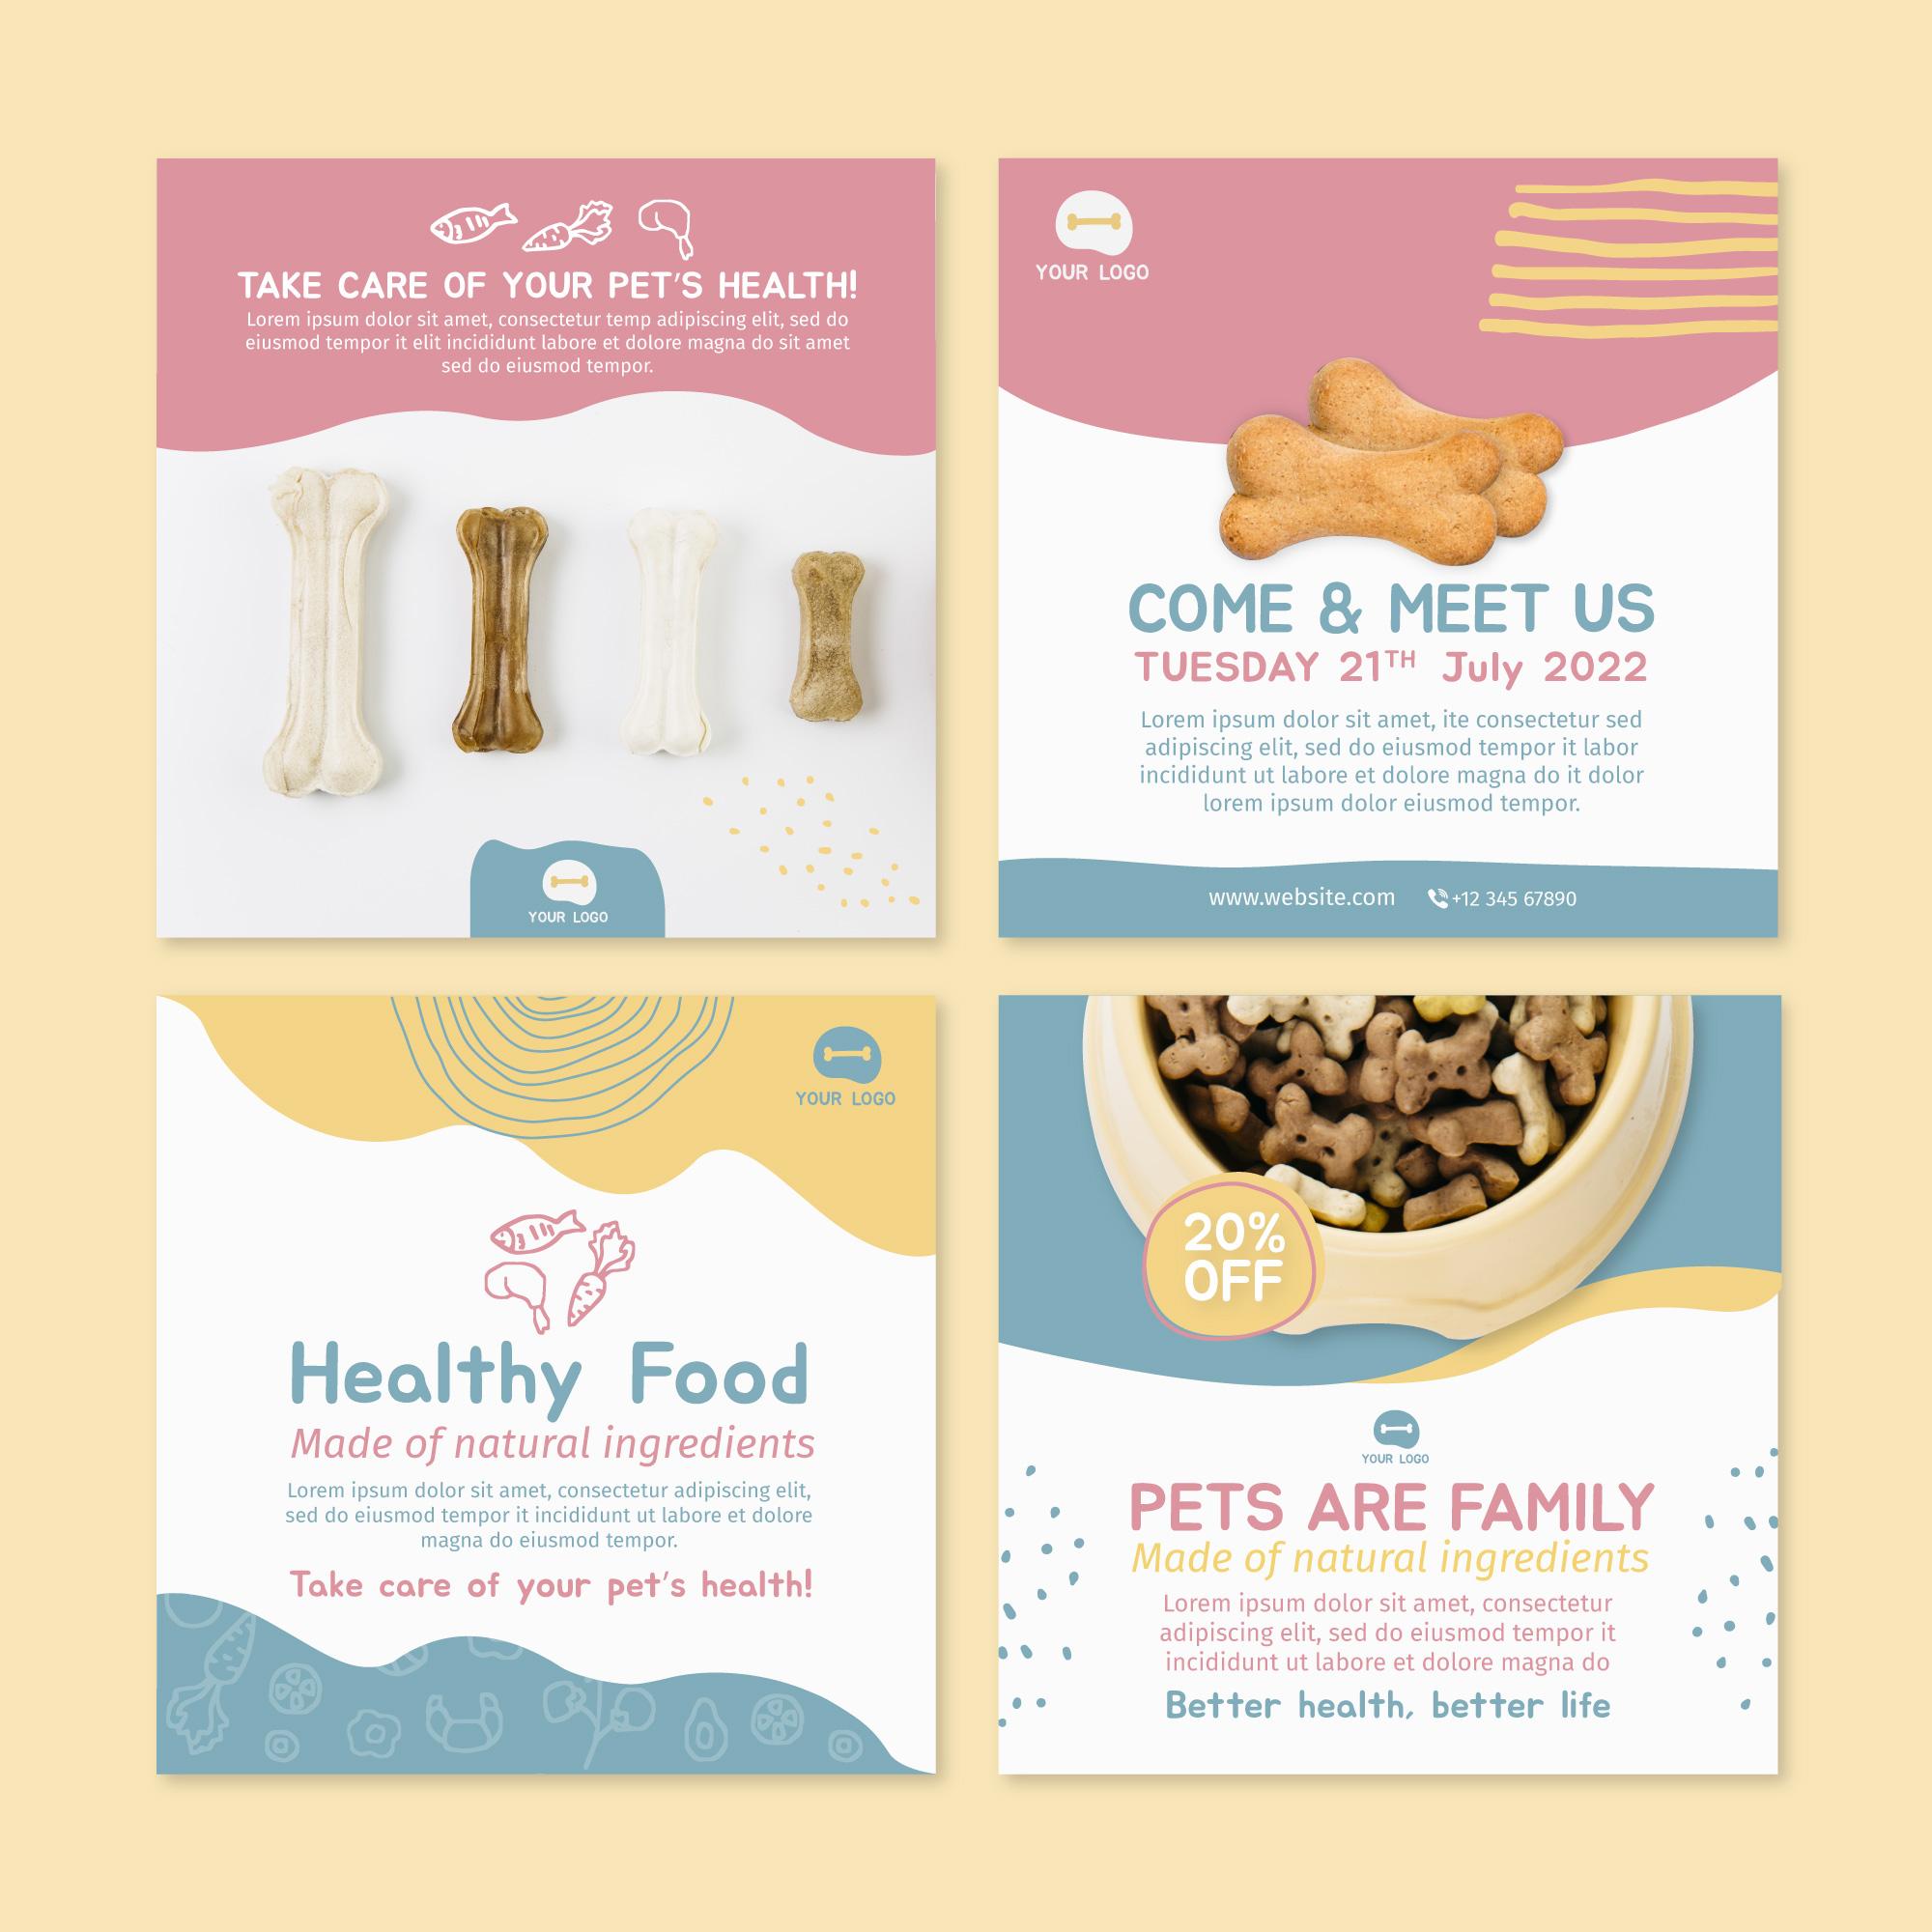 TAKE CARE OF YOUR PET'S HEALTH!
Lorem ipsum dolor sit amet, consectetur temp adipiscing elit, sed do
eiusmod tempor it elit incididunt labore et dolore magna do sit amet
sed do eiusmod tempor.
YOUR LOGO
YOUR LOGO
COME & MEET US
TUESDAY 21TH July 2022
Lorem ipsum dolor sit amet, ite consectetur sed
adipiscing elit, sed do eiusmod tempor it labor
incididunt ut labore et dolore magna do it dolor
lorem ipsum dolor eiusmod tempor.
www.website.com +12 345 67890
YOUR LOGO
Healthy Food
Made of natural ingredients
Lorem ipsum dolor sit amet, consectetur adipiscing elit,
sed do eiusmod tempor it incididunt ut labore et dolore
magna do eiusmod tempor.
Take care of your pet's health!
20%
OFF
YOUR LOGO
PETS ARE FAMILY
Made of natural ingredients
Lorem ipsum dolor sit amet, consectetur
adipiscing elit, sed do eiusmod tempor it
incididunt ut labore et dolore magna do
Better health, better life